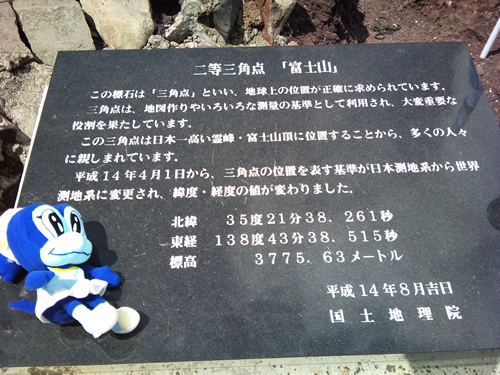 二等三角点 「富士山」
この標石は「三角点」といい、地球上の位置が正確に求められています。
三角点は、地図作りやいろいろな測量の基準として利用され、大変重要な
役割を果たしています。
この三角点は日本一高い霊峰・富士山頂に位置することから、多くの人々
に親しまれています。
平成14年4月1日から、三角点の位置を表す基準が日本測地系から世界
測地系に変更され、緯度・経度の値が変わりました。
北緯 35度21分38．261秒
東経 138度43分38．515秒
標高 3775．63メートル
平成14年8月吉日
国土地理院